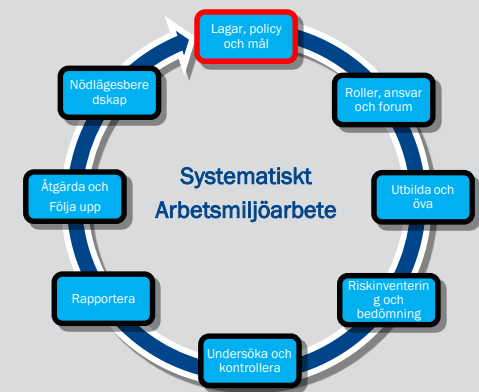 Lagar, policy
och mål
Roller, ansvar
och forum
Utbilda och
öva
Riskinventerin
g och
bedömning
Undersöka och
kontrollera
Rapportera
Åtgärda och
Följa upp
Nödlägesbere
dskap
Systematiskt
Arbetsmiljöarbete